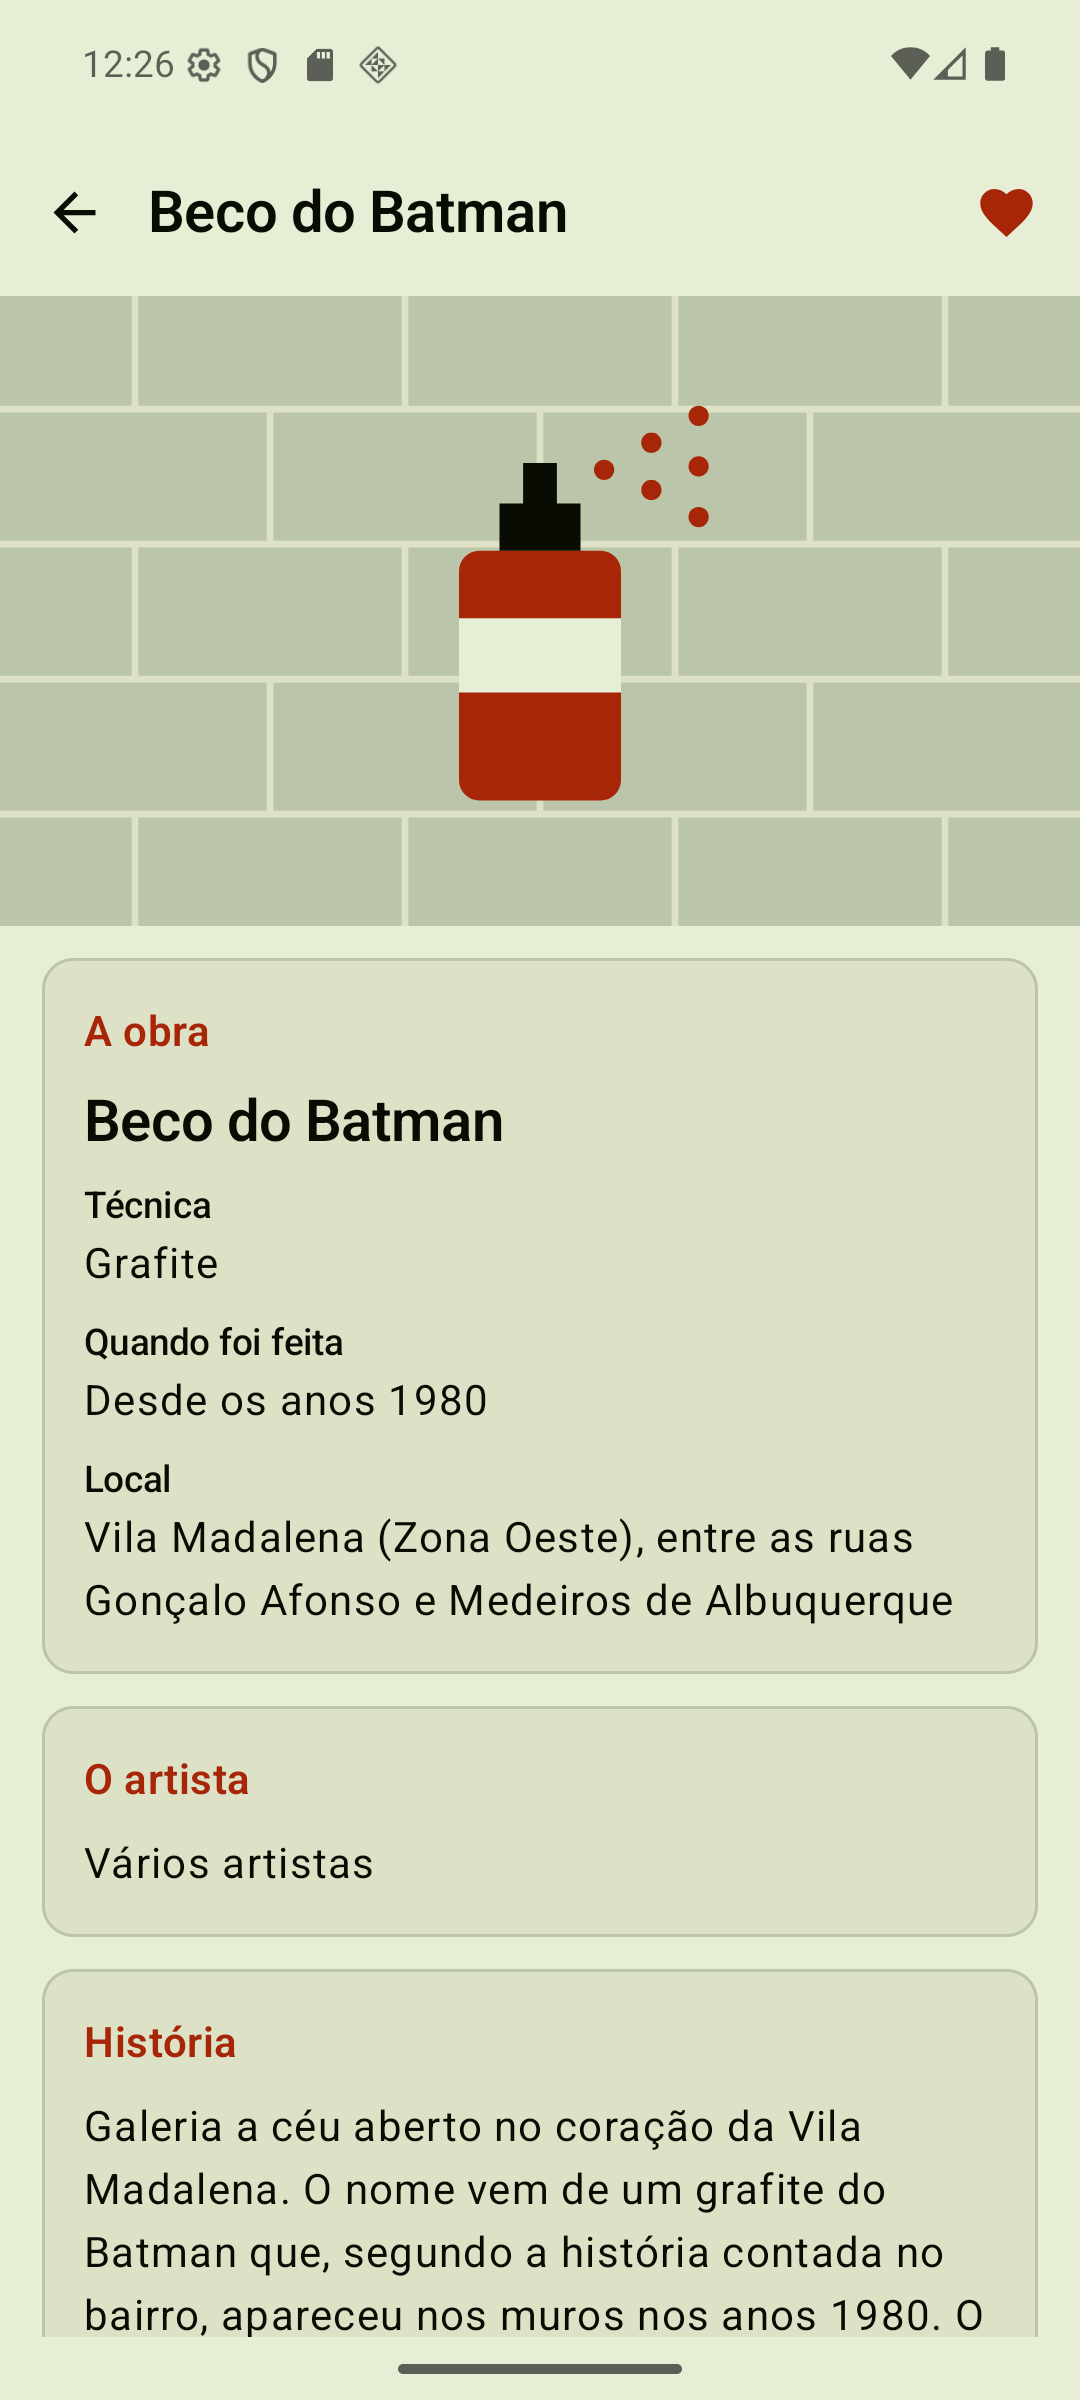 12:26
Beco do Batman
A obra
Beco do Batman
Técnica
Grafite
Quando foi feita
Desde os anos 1980
Local
Vila Madalena (Zona Oeste), entre as ruas
Gonçalo Afonso e Medeiros de Albuquerque
O artista
Vários artistas
História
Galeria a céu aberto no coração da Vila
Madalena. O nome vem de um grafite do
Batman que, segundo a história contada no
bairro, apareceu nos muros nos anos 1980. O